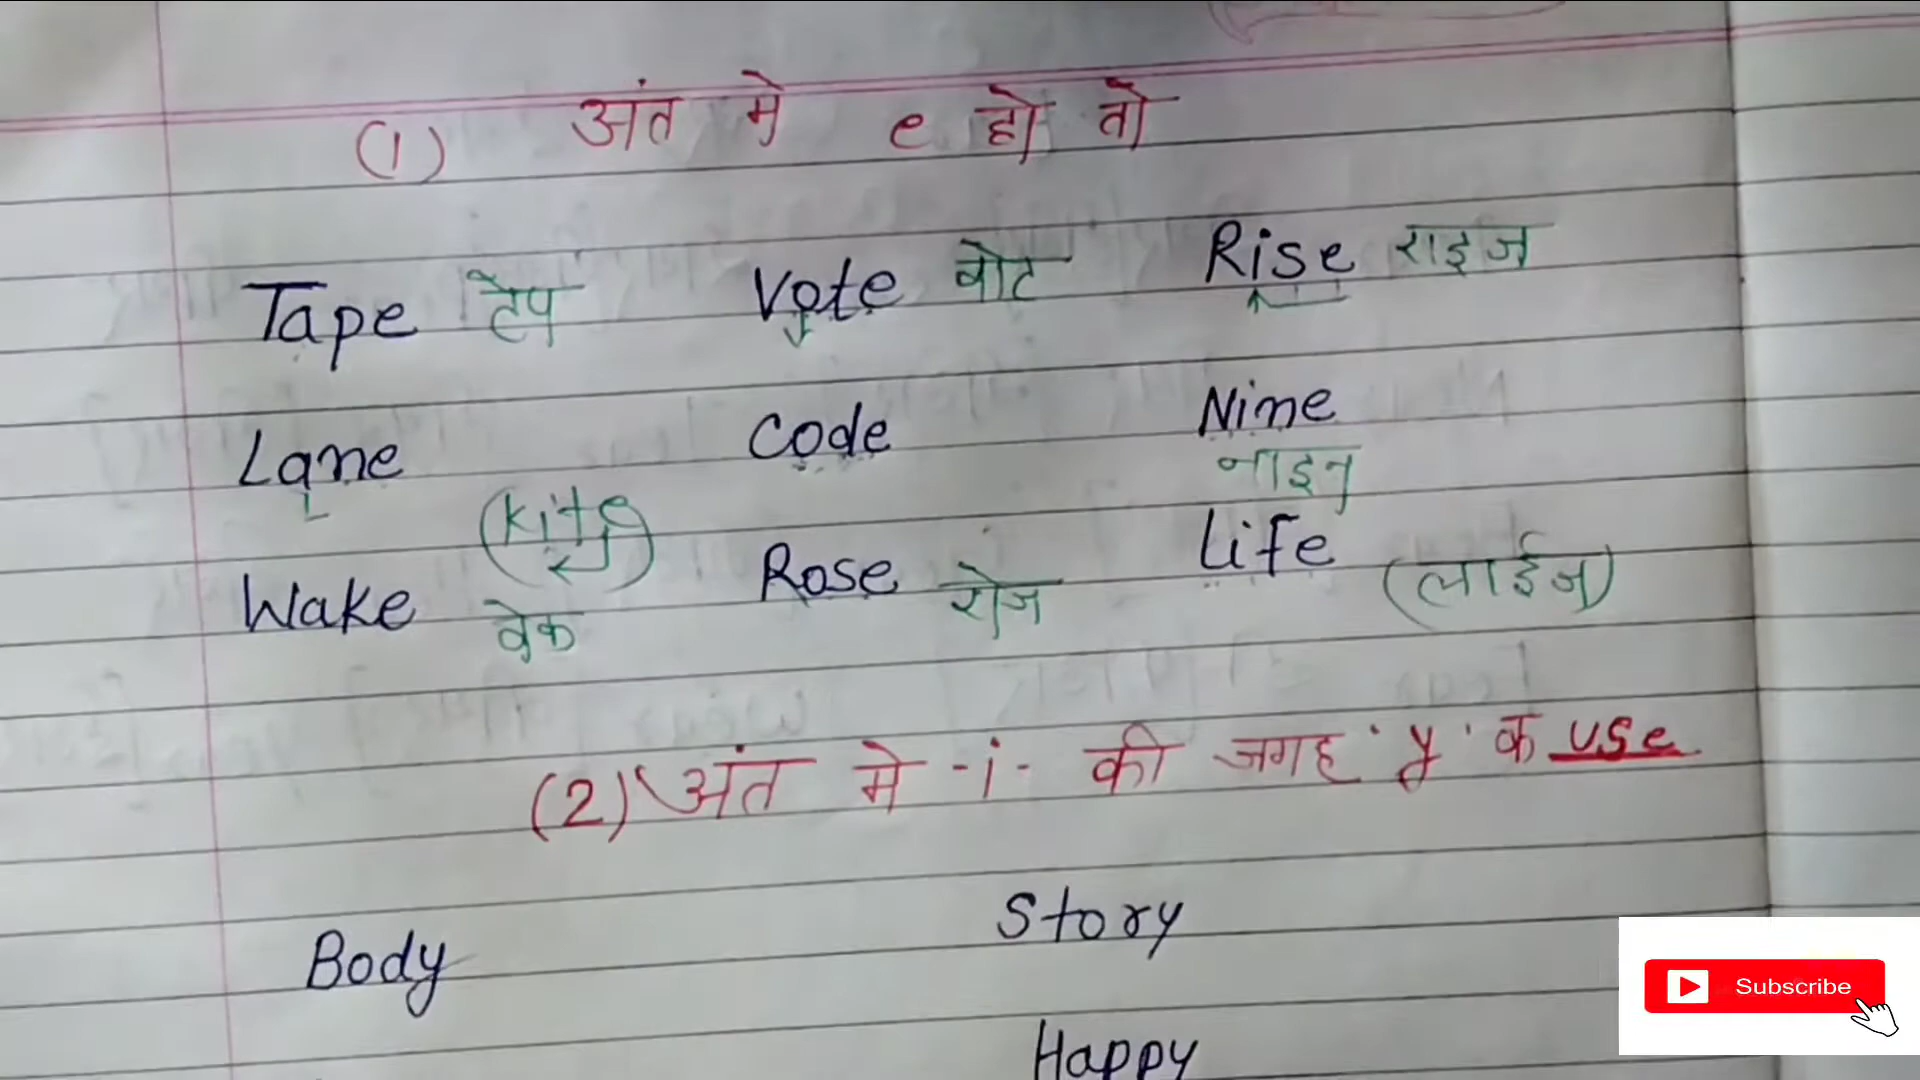 (1) अंत मे e हो तो
Tape टेप Vote वोट Rise राइज
Lane Code Nine
नाइन
(Kite) Life
Wake वेक Rose रोज (लाईज)
(2) अंत मे -i- की जगह 'y' क use
Story
Body
Happy
Subscribe